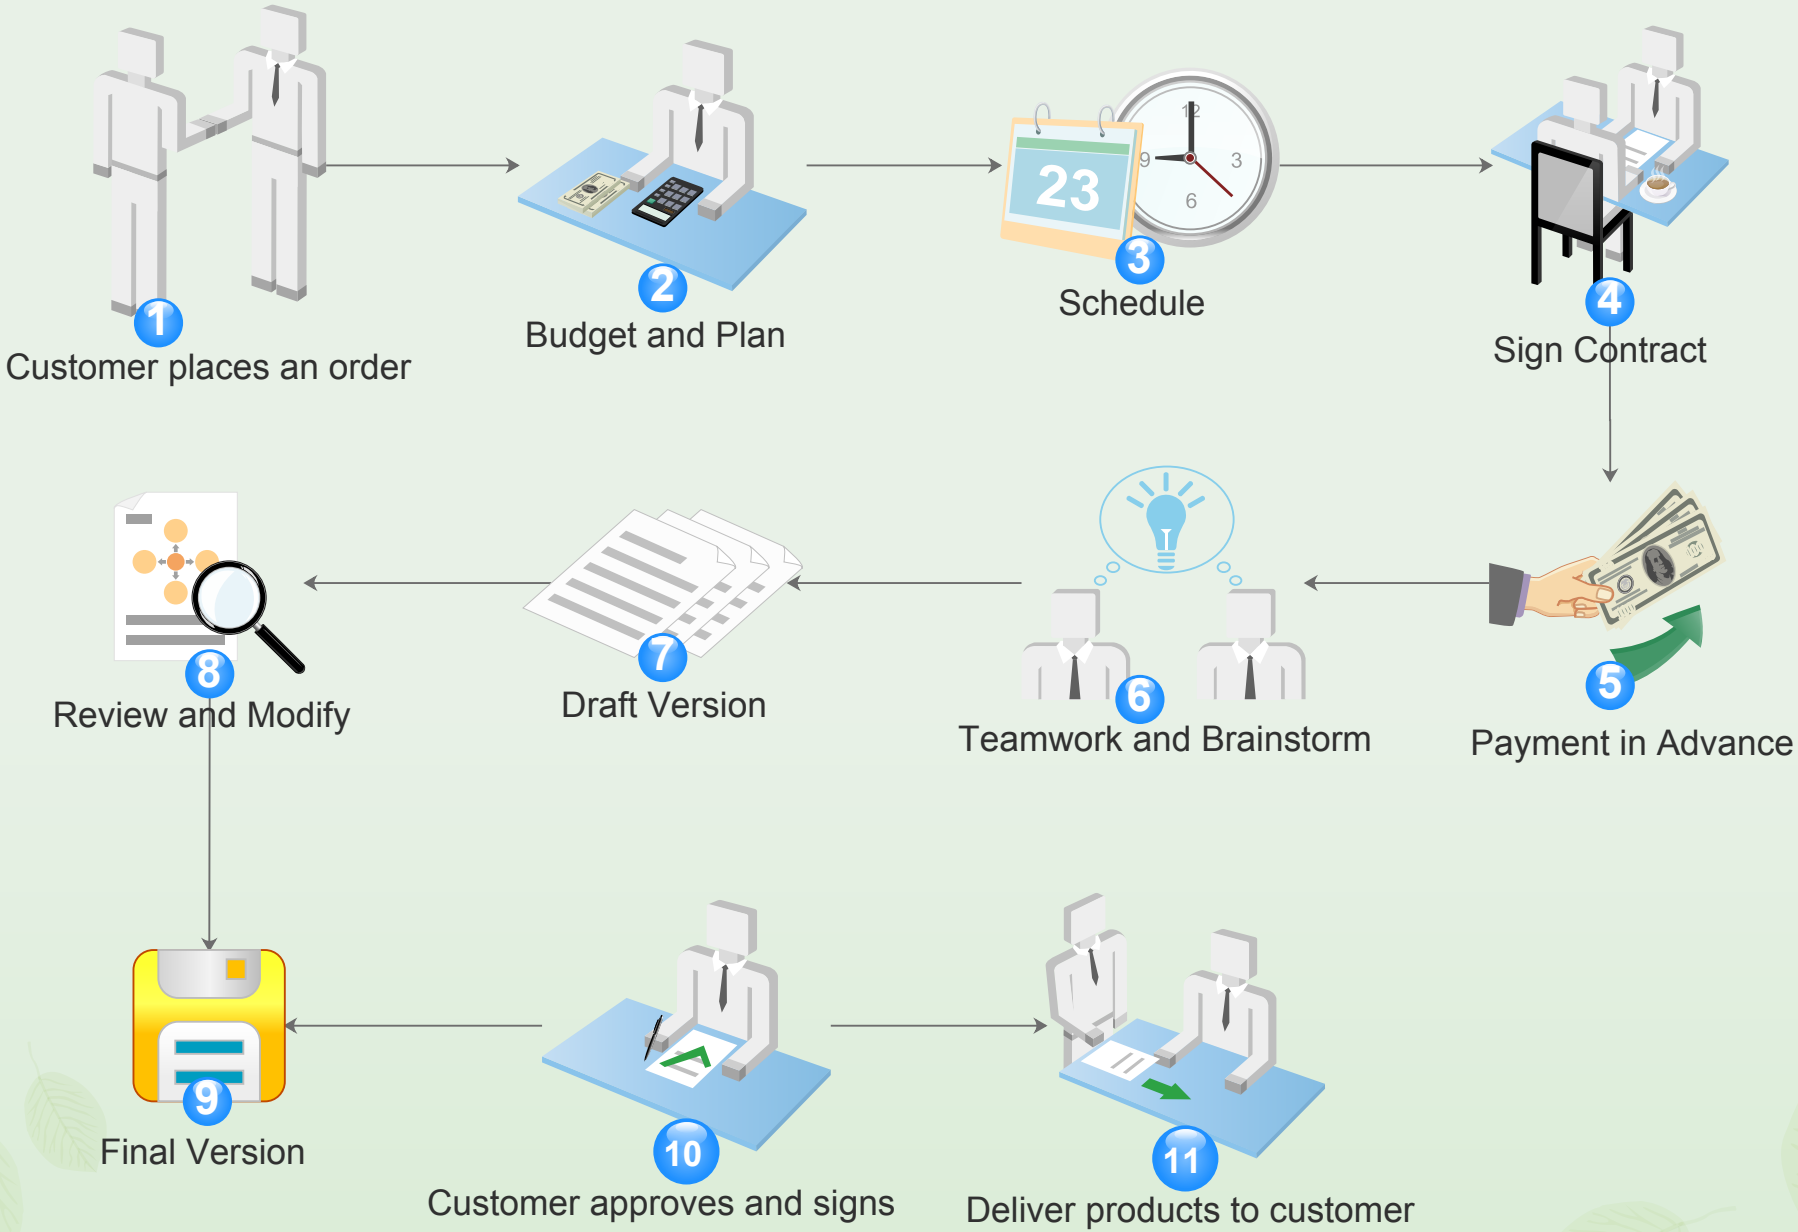 1
Customer places an order
2
Budget and Plan
23
12
3
6
9
3
Schedule
4
Sign Contract
5
Payment in Advance
6
Teamwork and Brainstorm
7
Draft Version
8
Review and Modify
9
Final Version
10
Customer approves and signs
11
Deliver products to customer